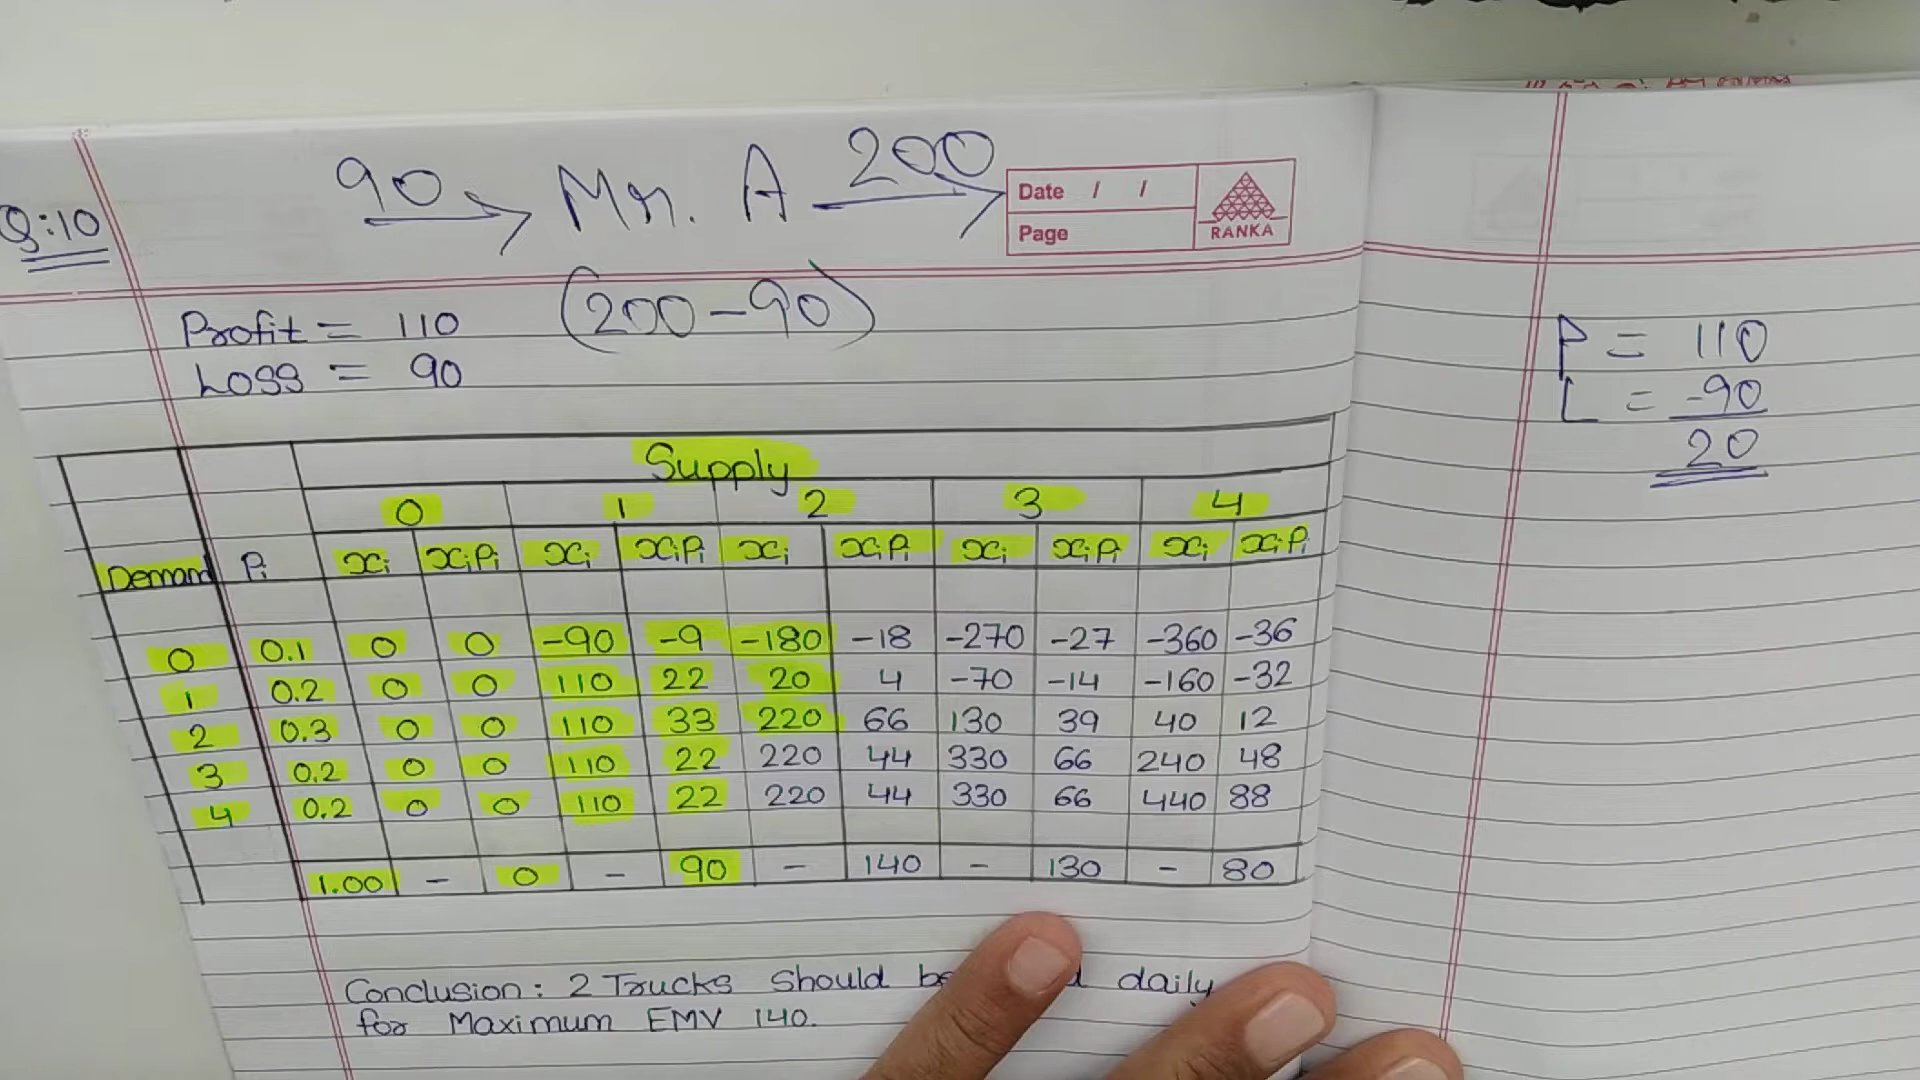 90 → Mr. A 200 →
Q:10
Date / /
Page
RANKA
Profit = 110 (200-90)
Loss = 90
P = 110
L = -90
20
Supply
0 1 2 3 4
Demand Pi xi xiPi xi xiPi xi xiPi xi xiPi xi xiPi
0 0.1 0 0 -90 -9 -180 -18 -270 -27 -360 -36
1 0.2 0 0 110 22 20 4 -70 -14 -160 -32
2 0.3 0 0 110 33 220 66 130 39 40 12
3 0.2 0 0 110 22 220 44 330 66 240 48
4 0.2 0 0 110 22 220 44 330 66 440 88
1.00 - 0 - 90 - 140 - 130 - 80
Conclusion: 2 Trucks should daily
for Maximum EMV 140.